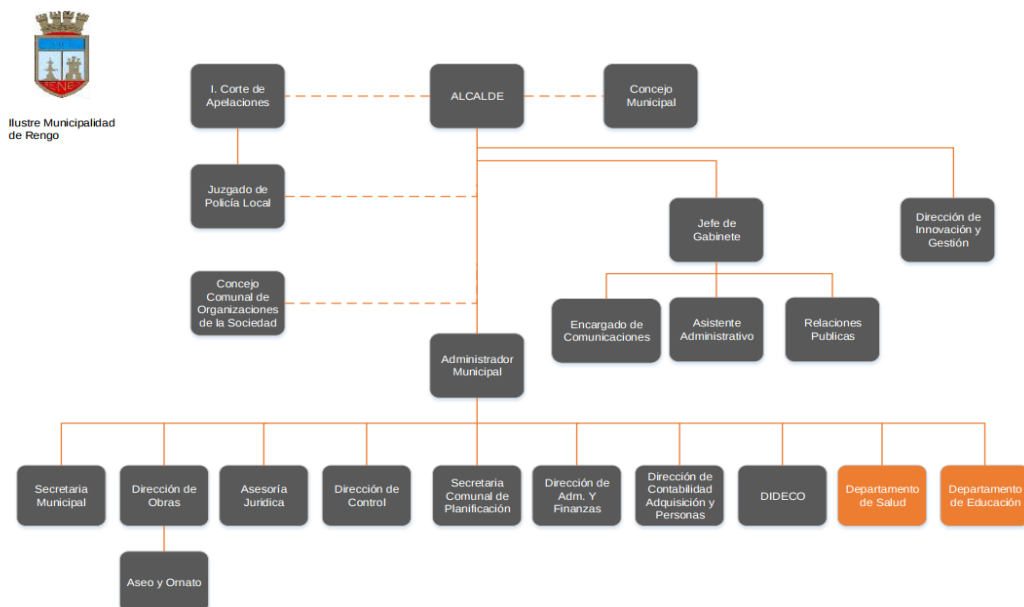 Ilustre Municipalidad
de Rengo
I. Corte de
Apelaciones
ALCALDE
Concejo
Municipal
Juzgado de
Policía Local
Jefe de
Gabinete
Dirección de
Innovación y
Gestión
Concejo
Comunal de
Organizaciones
de la Sociedad
Encargado de
Comunicaciones
Asistente
Administrativo
Relaciones
Publicas
Administrador
Municipal
Secretaria
Municipal
Dirección de
Obras
Asesoría
Juridica
Dirección de
Control
Secretaria
Comunal de
Planificación
Dirección de
Adm. Y
Finanzas
Dirección de
Contabilidad
Adquisición y
Personas
DIDECO
Departamento
de Salud
Departamento
de Educación
Aseo y Ornato